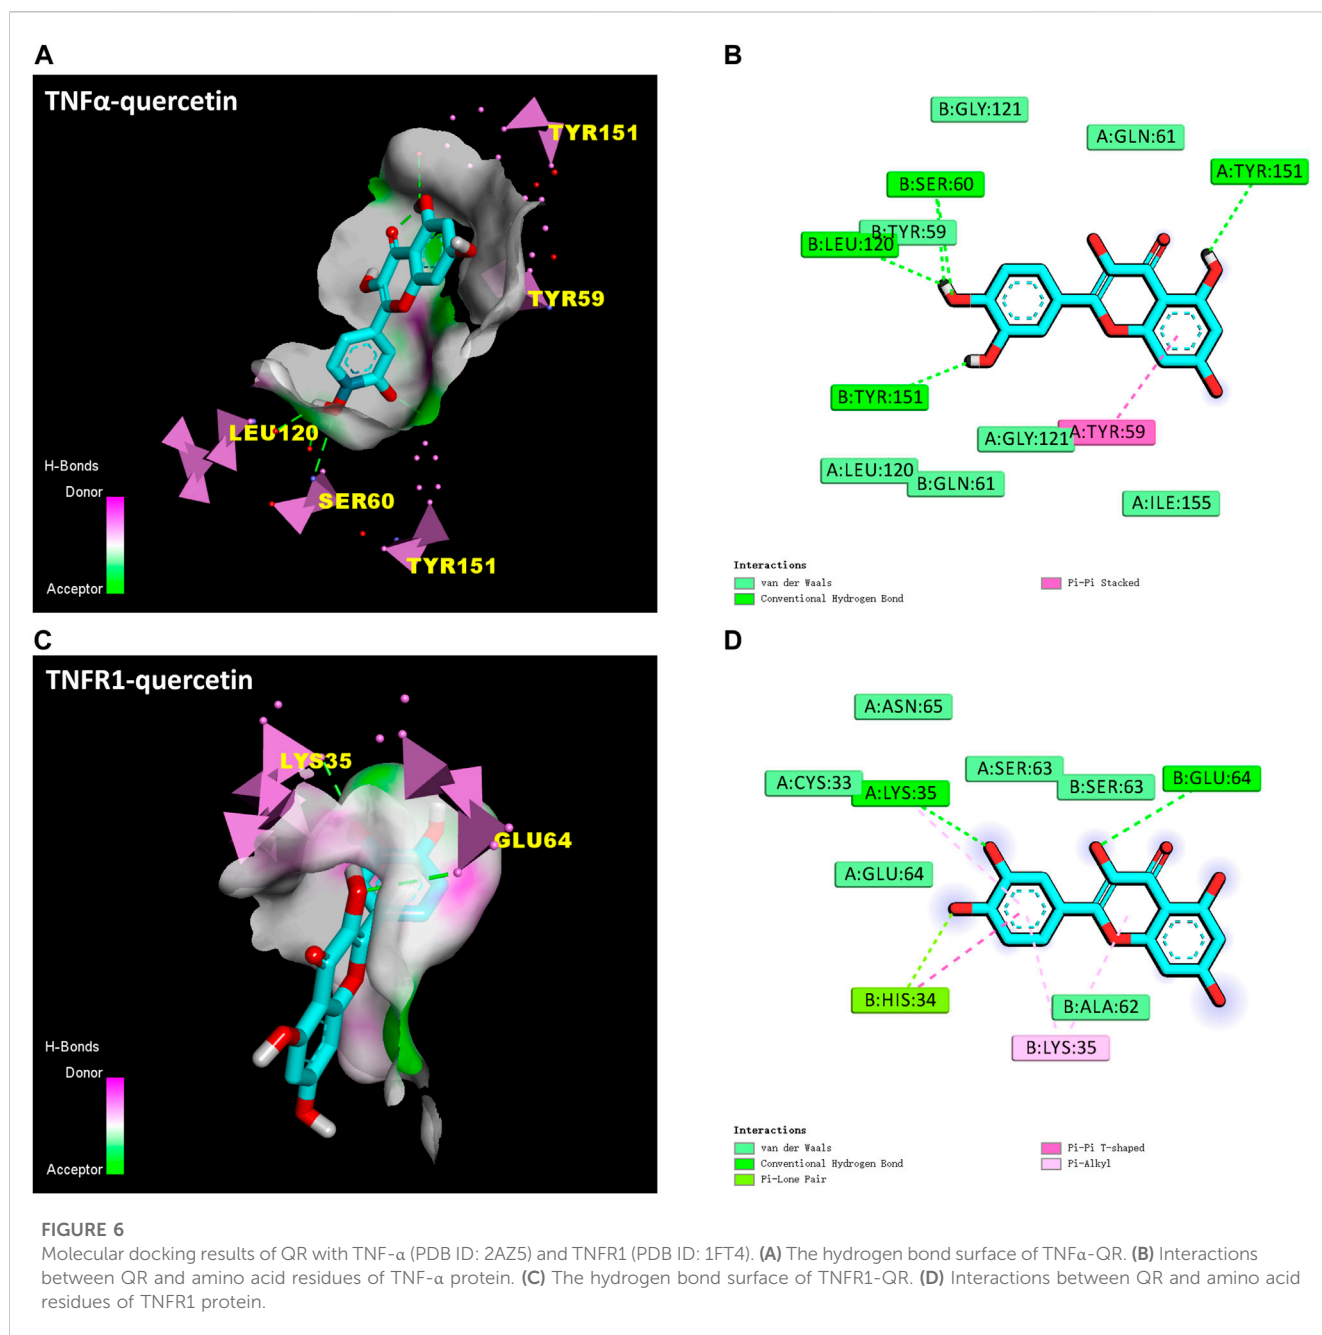 A
TNFα-quercetin
TYR151
TYR59
LEU120
SER60
TYR151
H-Bonds
Donor
Acceptor
B
B:GLY:121
A:GLN:61
A:TYR:151
B:SER:60
B:TYR:59
B:LEU:120
B:TYR:151
A:GLY:121
A:TYR:59
A:LEU:120
B:GLN:61
A:ILE:155
Interactions
van der Waals
Conventional Hydrogen Bond
Pi-Pi Stacked
C
TNFR1-quercetin
LYS35
GLU64
H-Bonds
Donor
Acceptor
D
A:ASN:65
A:CYS:33
A:LYS:35
A:SER:63
B:SER:63
B:GLU:64
A:GLU:64
B:HIS:34
B:ALA:62
B:LYS:35
Interactions
van der Waals
Conventional Hydrogen Bond
Pi-Lone Pair
Pi-Pi T-shaped
Pi-Alkyl
FIGURE 6
Molecular docking results of QR with TNF-α (PDB ID: 2AZ5) and TNFR1 (PDB ID: 1FT4). (A) The hydrogen bond surface of TNFα-QR. (B) Interactions
between QR and amino acid residues of TNF-α protein. (C) The hydrogen bond surface of TNFR1-QR. (D) Interactions between QR and amino acid
residues of TNFR1 protein.